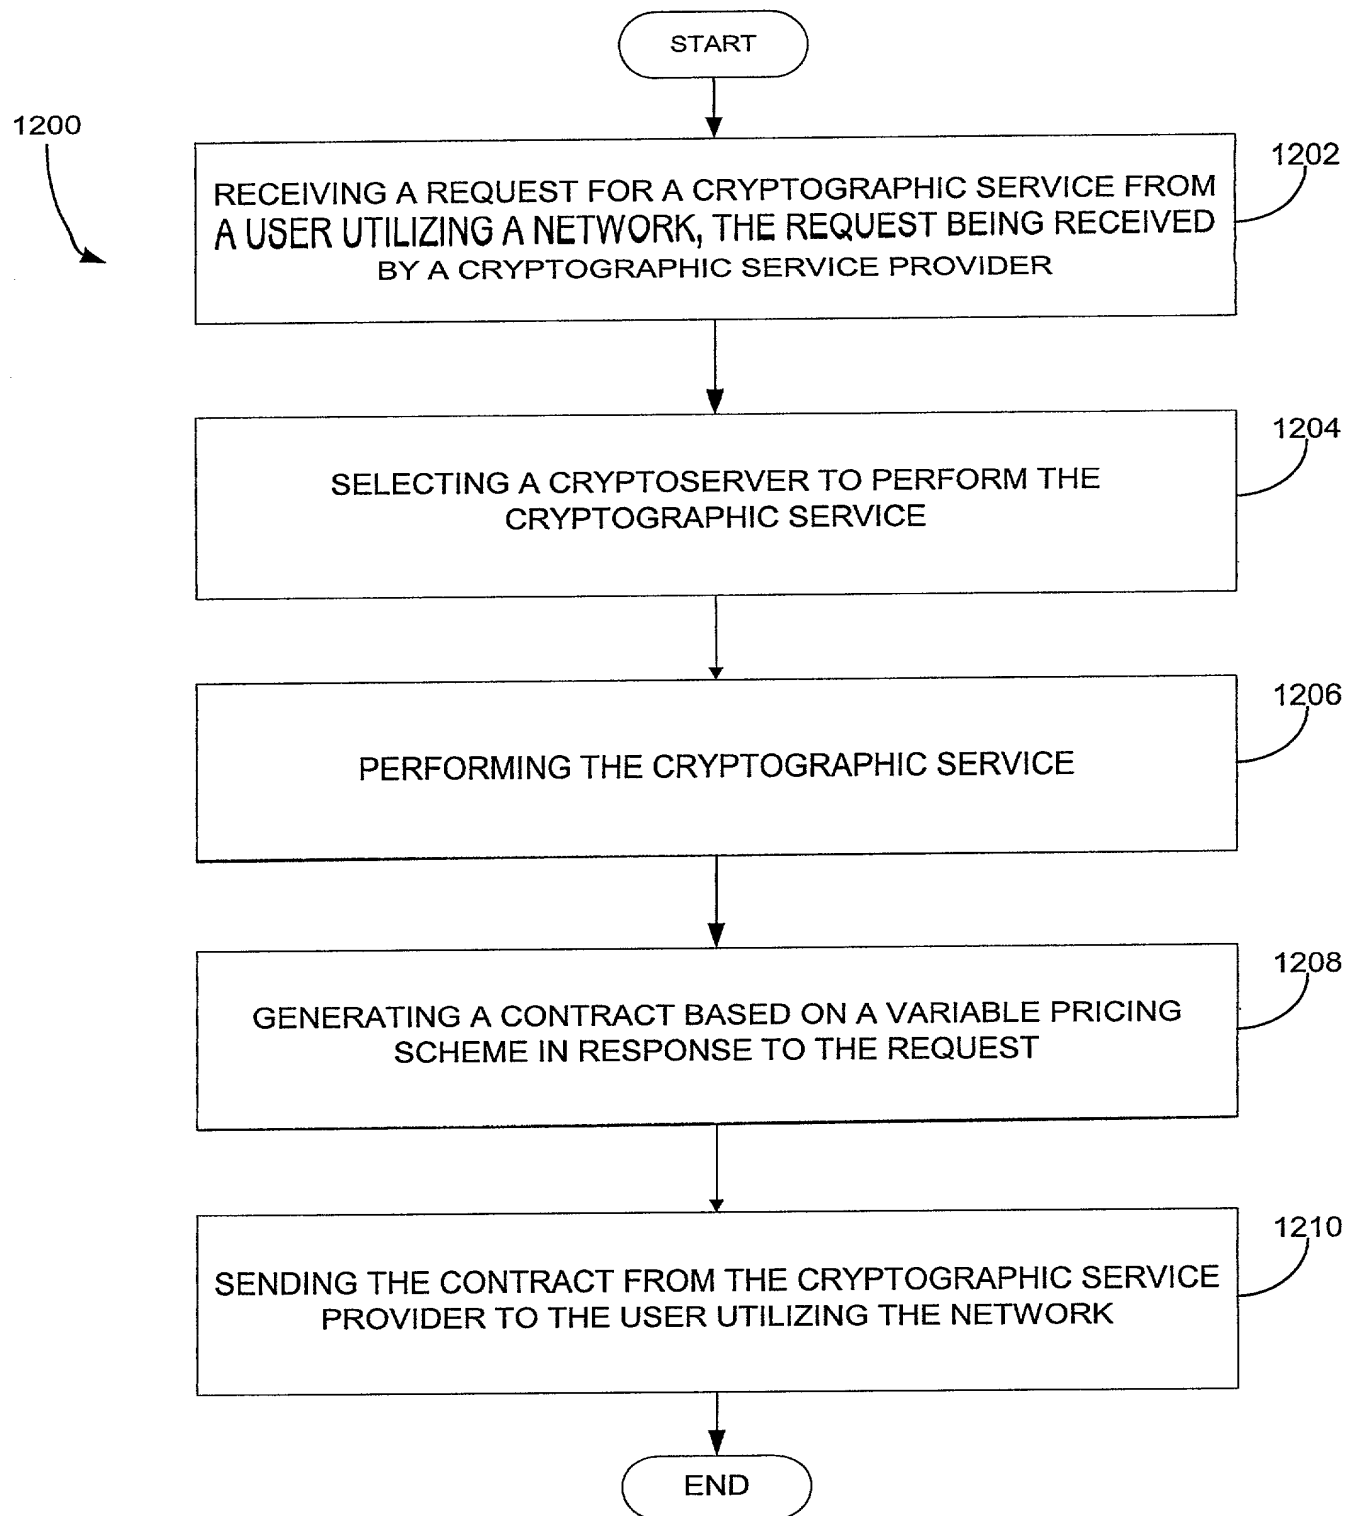 START
1200
1202
RECEIVING A REQUEST FOR A CRYPTOGRAPHIC SERVICE FROM
A USER UTILIZING A NETWORK, THE REQUEST BEING RECEIVED
BY A CRYPTOGRAPHIC SERVICE PROVIDER
1204
SELECTING A CRYPTOSERVER TO PERFORM THE
CRYPTOGRAPHIC SERVICE
1206
PERFORMING THE CRYPTOGRAPHIC SERVICE
1208
GENERATING A CONTRACT BASED ON A VARIABLE PRICING
SCHEME IN RESPONSE TO THE REQUEST
1210
SENDING THE CONTRACT FROM THE CRYPTOGRAPHIC SERVICE
PROVIDER TO THE USER UTILIZING THE NETWORK
END